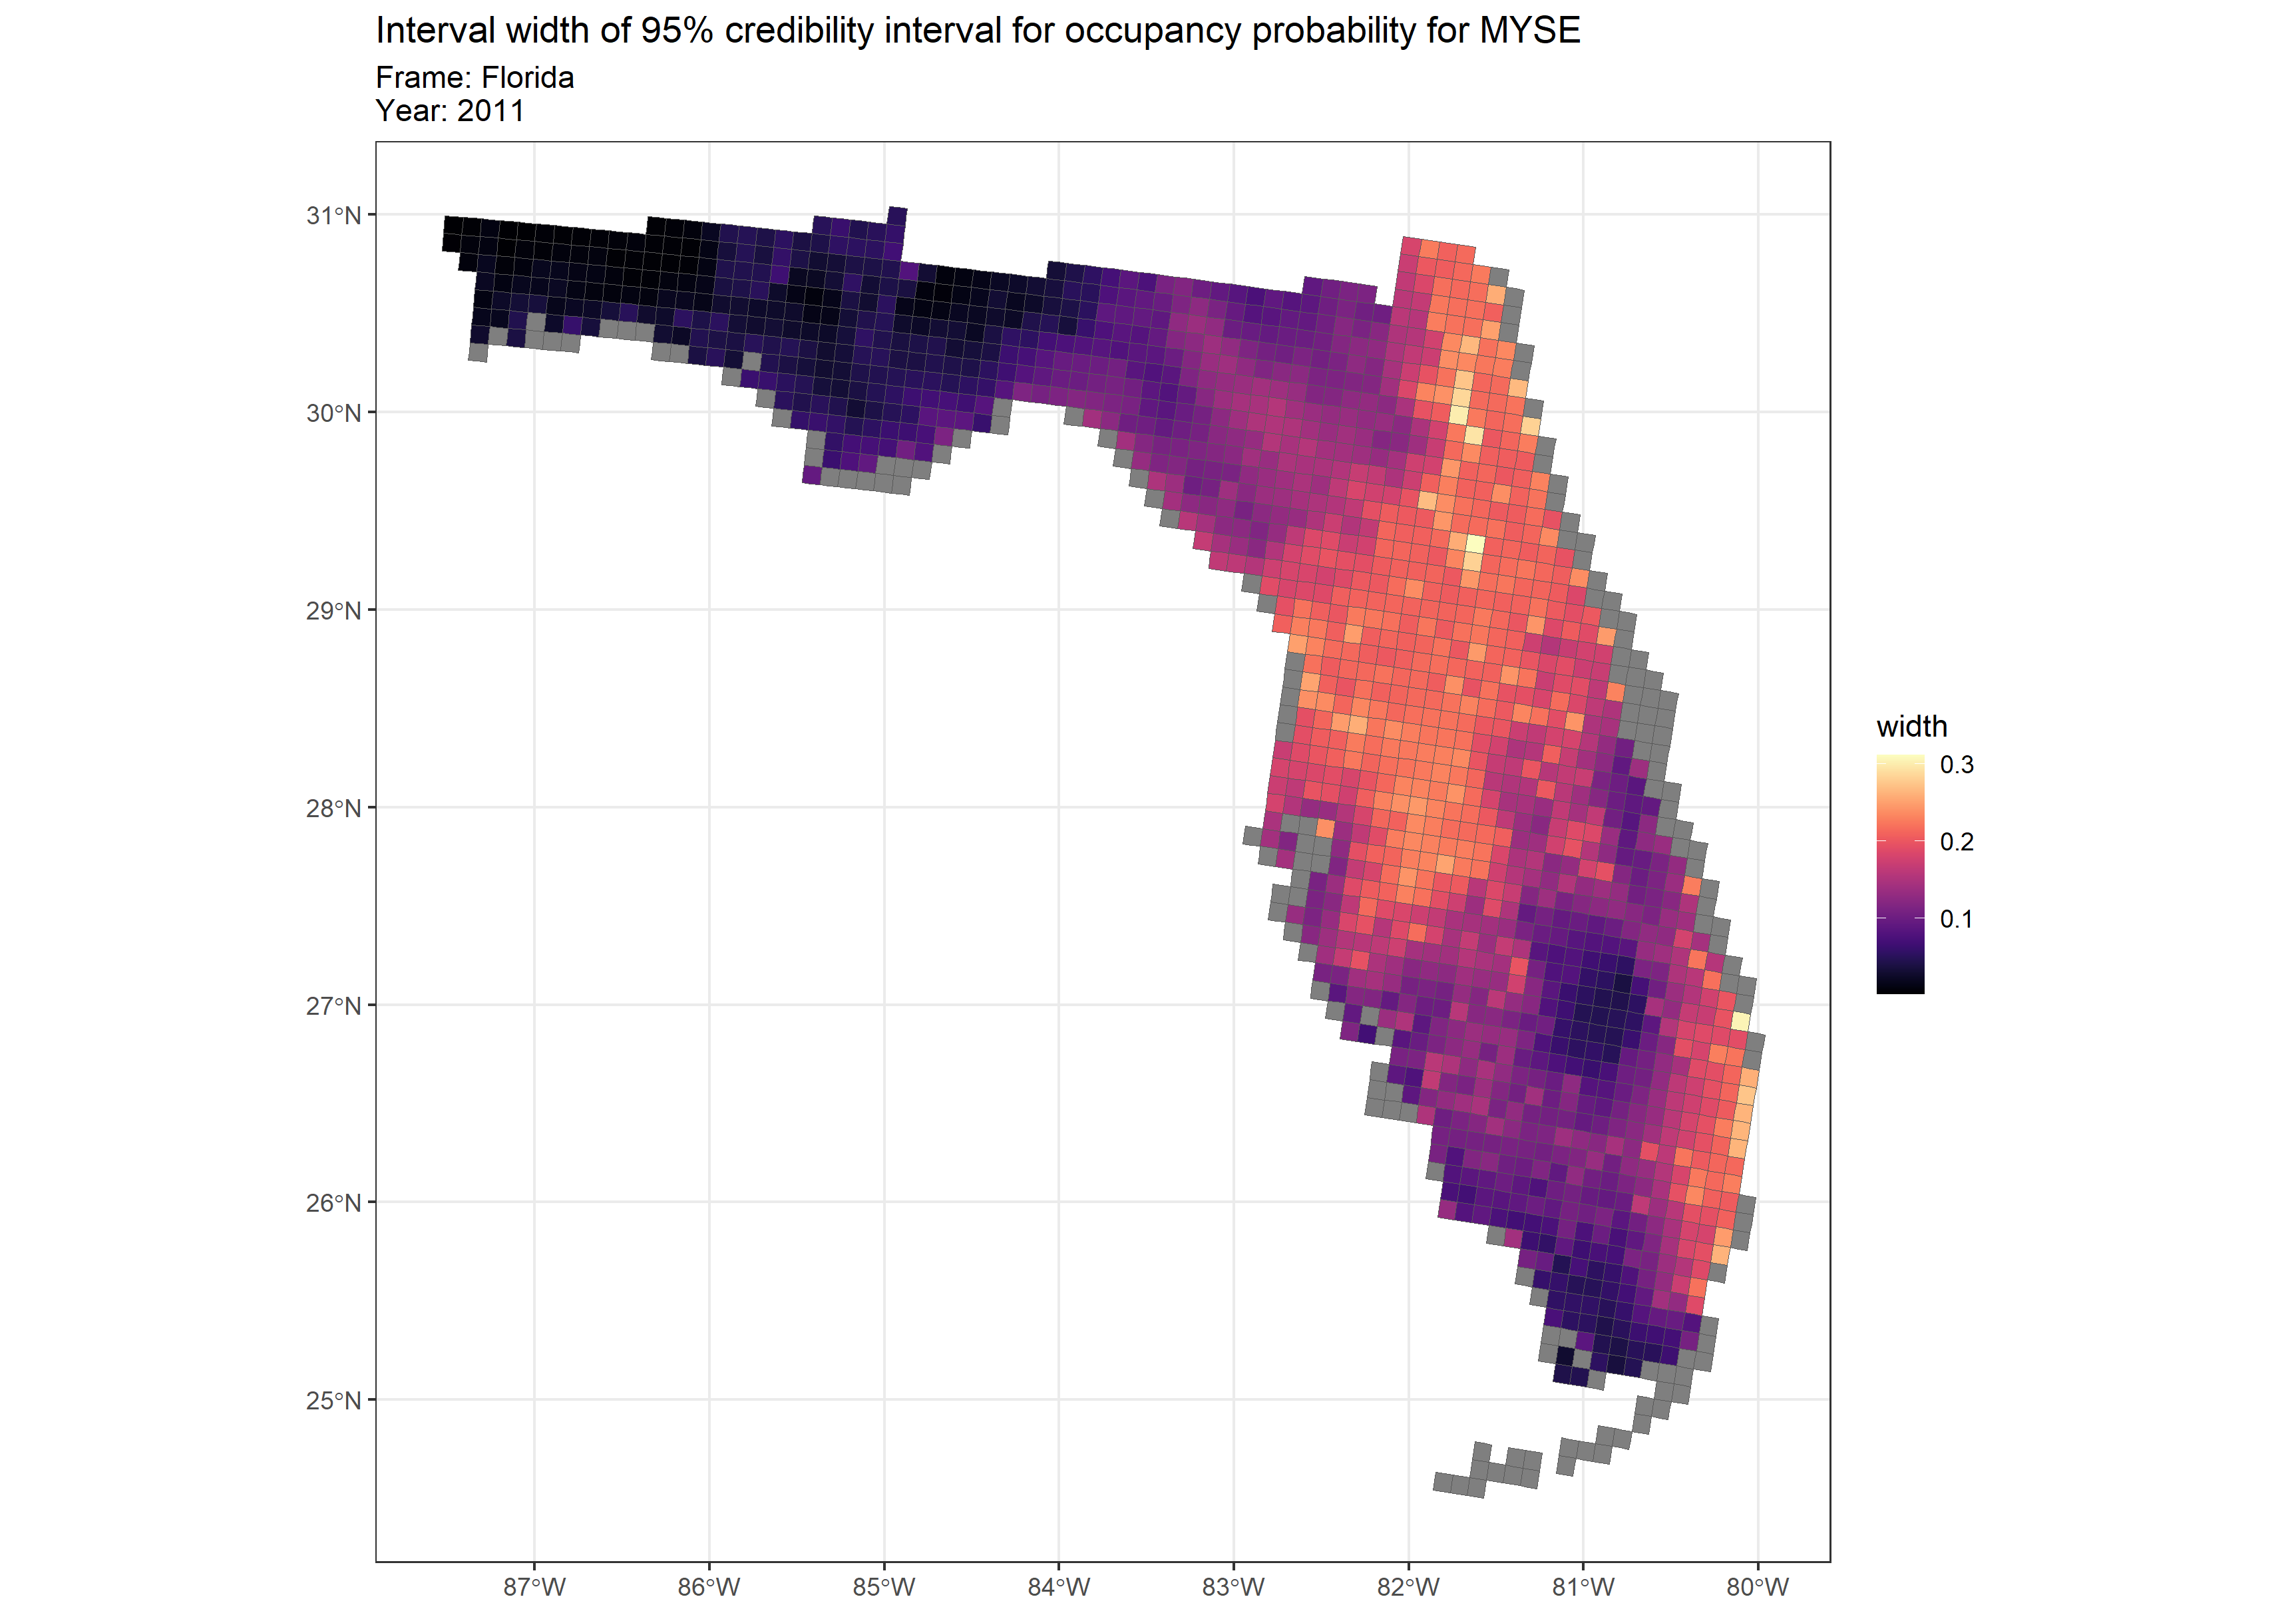 Interval width of 95% credibility interval for occupancy probability for MYSE
Frame: Florida
Year: 2011
31°N
30°N
29°N
28°N
27°N
26°N
25°N
87°W
86°W
85°W
84°W
83°W
82°W
81°W
80°W
width
0.3
0.2
0.1